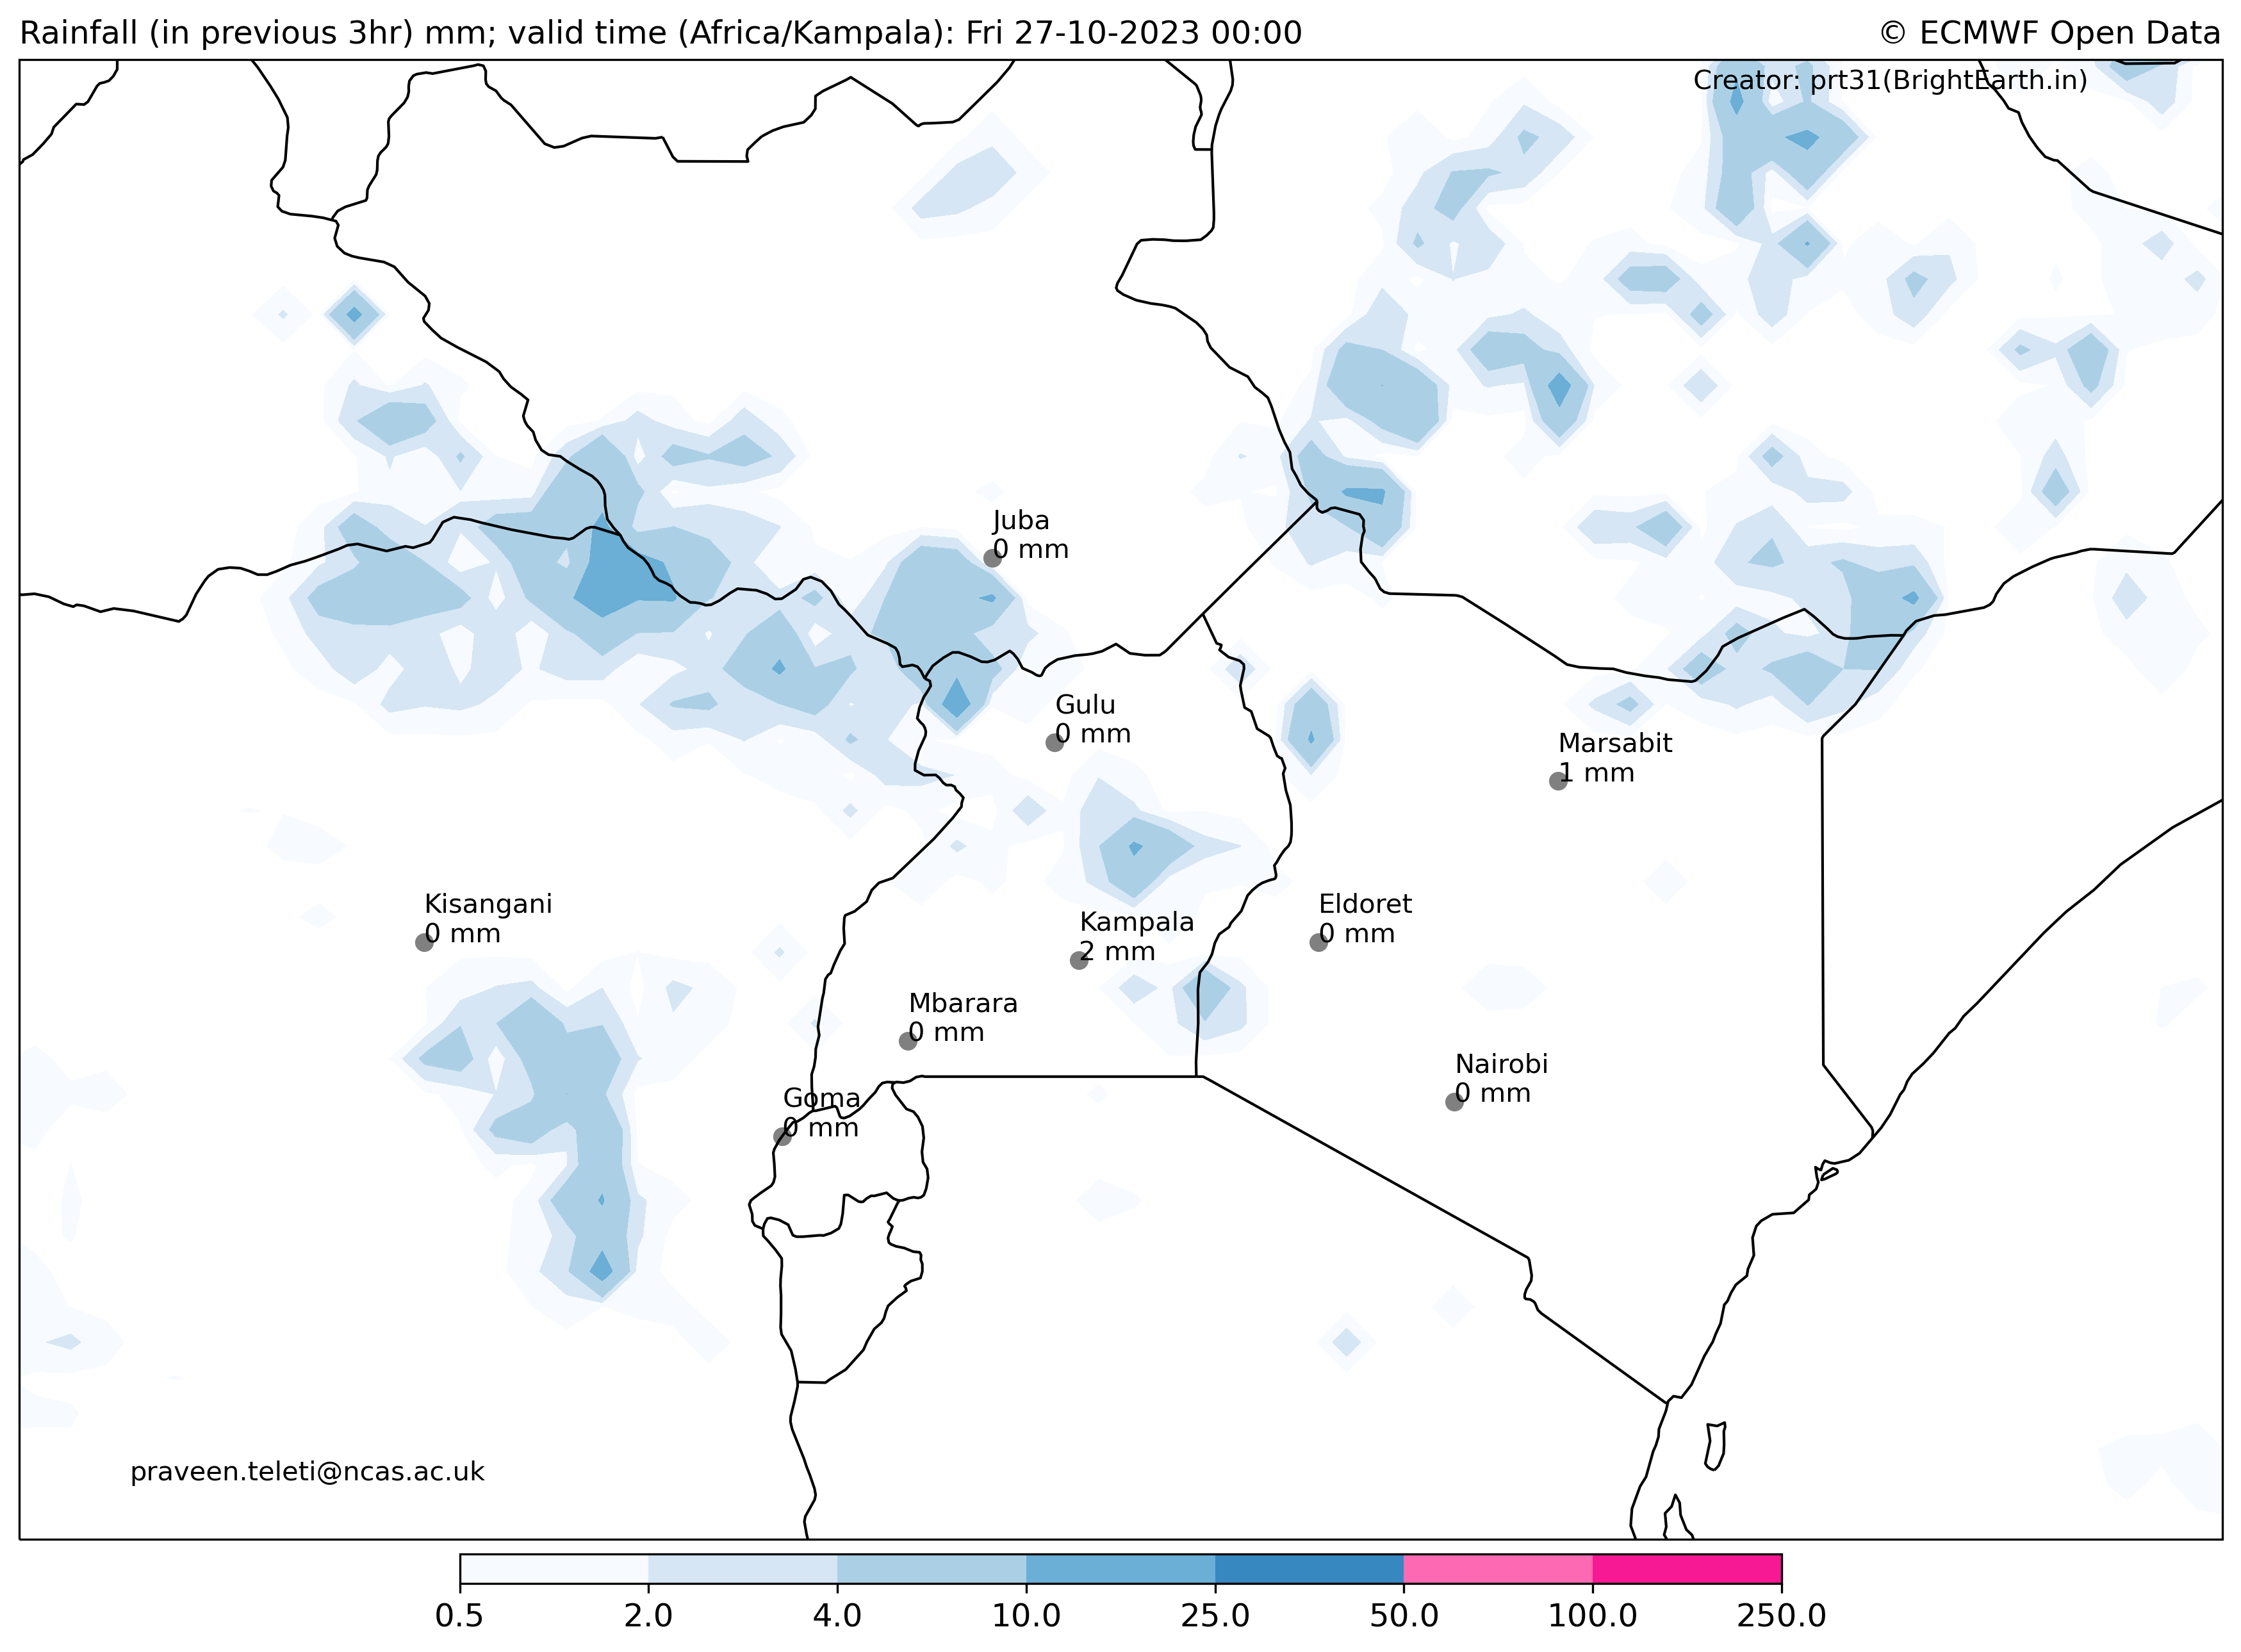 Rainfall (in previous 3hr) mm; valid time (Africa/Kampala): Fri 27-10-2023 00:00
© ECMWF Open Data
Creator: prt31(BrightEarth.in)
Juba
0 mm
Gulu
0 mm
Marsabit
1 mm
Kisangani
0 mm
Kampala
2 mm
Eldoret
0 mm
Mbarara
0 mm
Nairobi
0 mm
Goma
0 mm
praveen.teleti@ncas.ac.uk
0.5 2.0 4.0 10.0 25.0 50.0 100.0 250.0